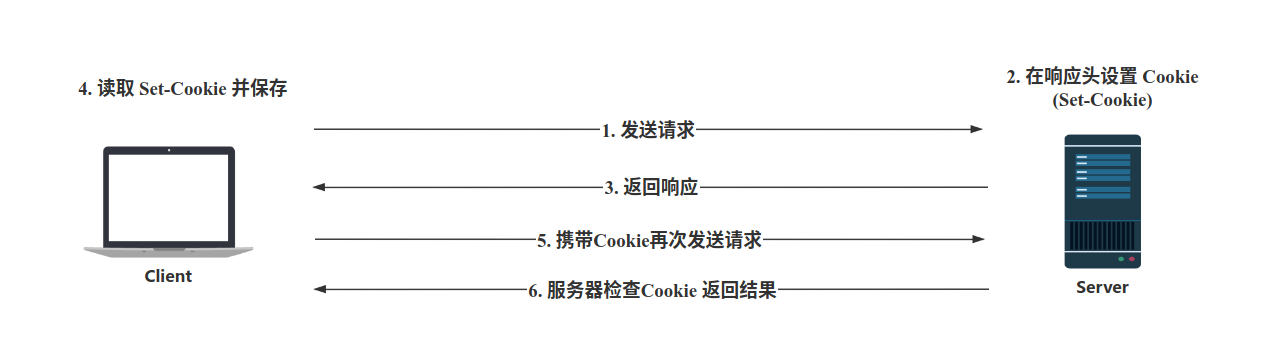 4. 读取 Set-Cookie 并保存
2. 在响应头设置 Cookie
(Set-Cookie)
1. 发送请求
3. 返回响应
5. 携带Cookie再次发送请求
6. 服务器检查Cookie 返回结果
Client
Server